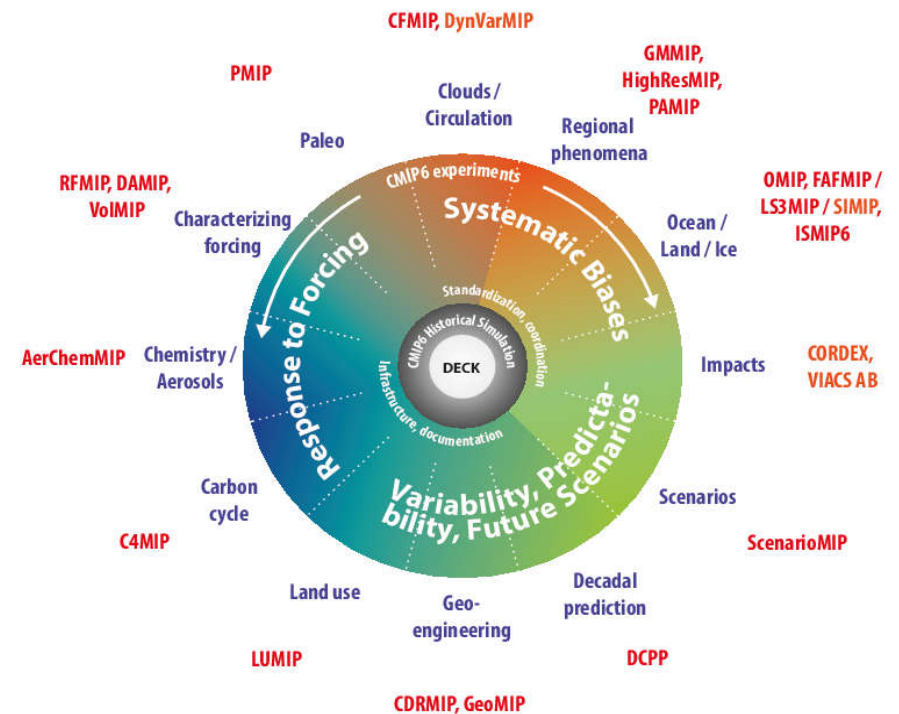 CFMIP, DynVarMIP
GMMIP,
HighResMIP,
PAMIP
PMIP
Clouds /
Circulation
Regional
phenomena
Paleo
RFMIP, DAMIP,
VolMIP
OMIP, FAFMIP /
LS3MIP / SIMIP,
ISMIP6
Characterizing
forcing
Ocean /
Land / Ice
CMIP6 experiments
Systematic Biases
Response to Forcing
Standardization, coordination
CMIP6 Historical Simulation
DECK
Infrastructure, documentation
AerChemMIP
Chemistry /
Aerosols
Impacts
CORDEX,
VIACS AB
Variability, Predicta-
bility, Future Scenarios
Carbon
cycle
Scenarios
C4MIP
ScenarioMIP
Land use
Geo-
engineering
Decadal
prediction
LUMIP
DCPP
CDRMIP, GeoMIP